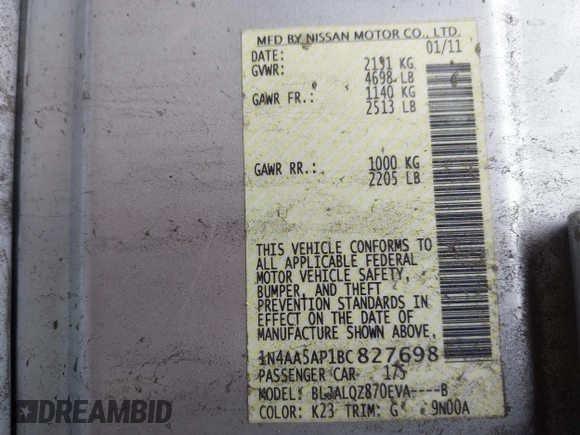 MFD BY NISSAN MOTOR CO., LTD.
DATE: 01/11
GVWR: 2131 KG
4698 LB
GAWR FR.: 1140 KG
2513 LB
GAWR RR.: 1000 KG
2205 LB
THIS VEHICLE CONFORMS TO
ALL APPLICABLE FEDERAL
MOTOR VEHICLE SAFETY,
BUMPER, AND THEFT
PREVENTION STANDARDS IN
EFFECT ON THE DATE OF
MANUFACTURE SHOWN ABOVE.
1N4AA5AP1BC827698
PASSENGER CAR 175
MODEL: BLJALQZ870EVA----B
COLOR: K23 TRIM: G 9N00A
DREAMBID